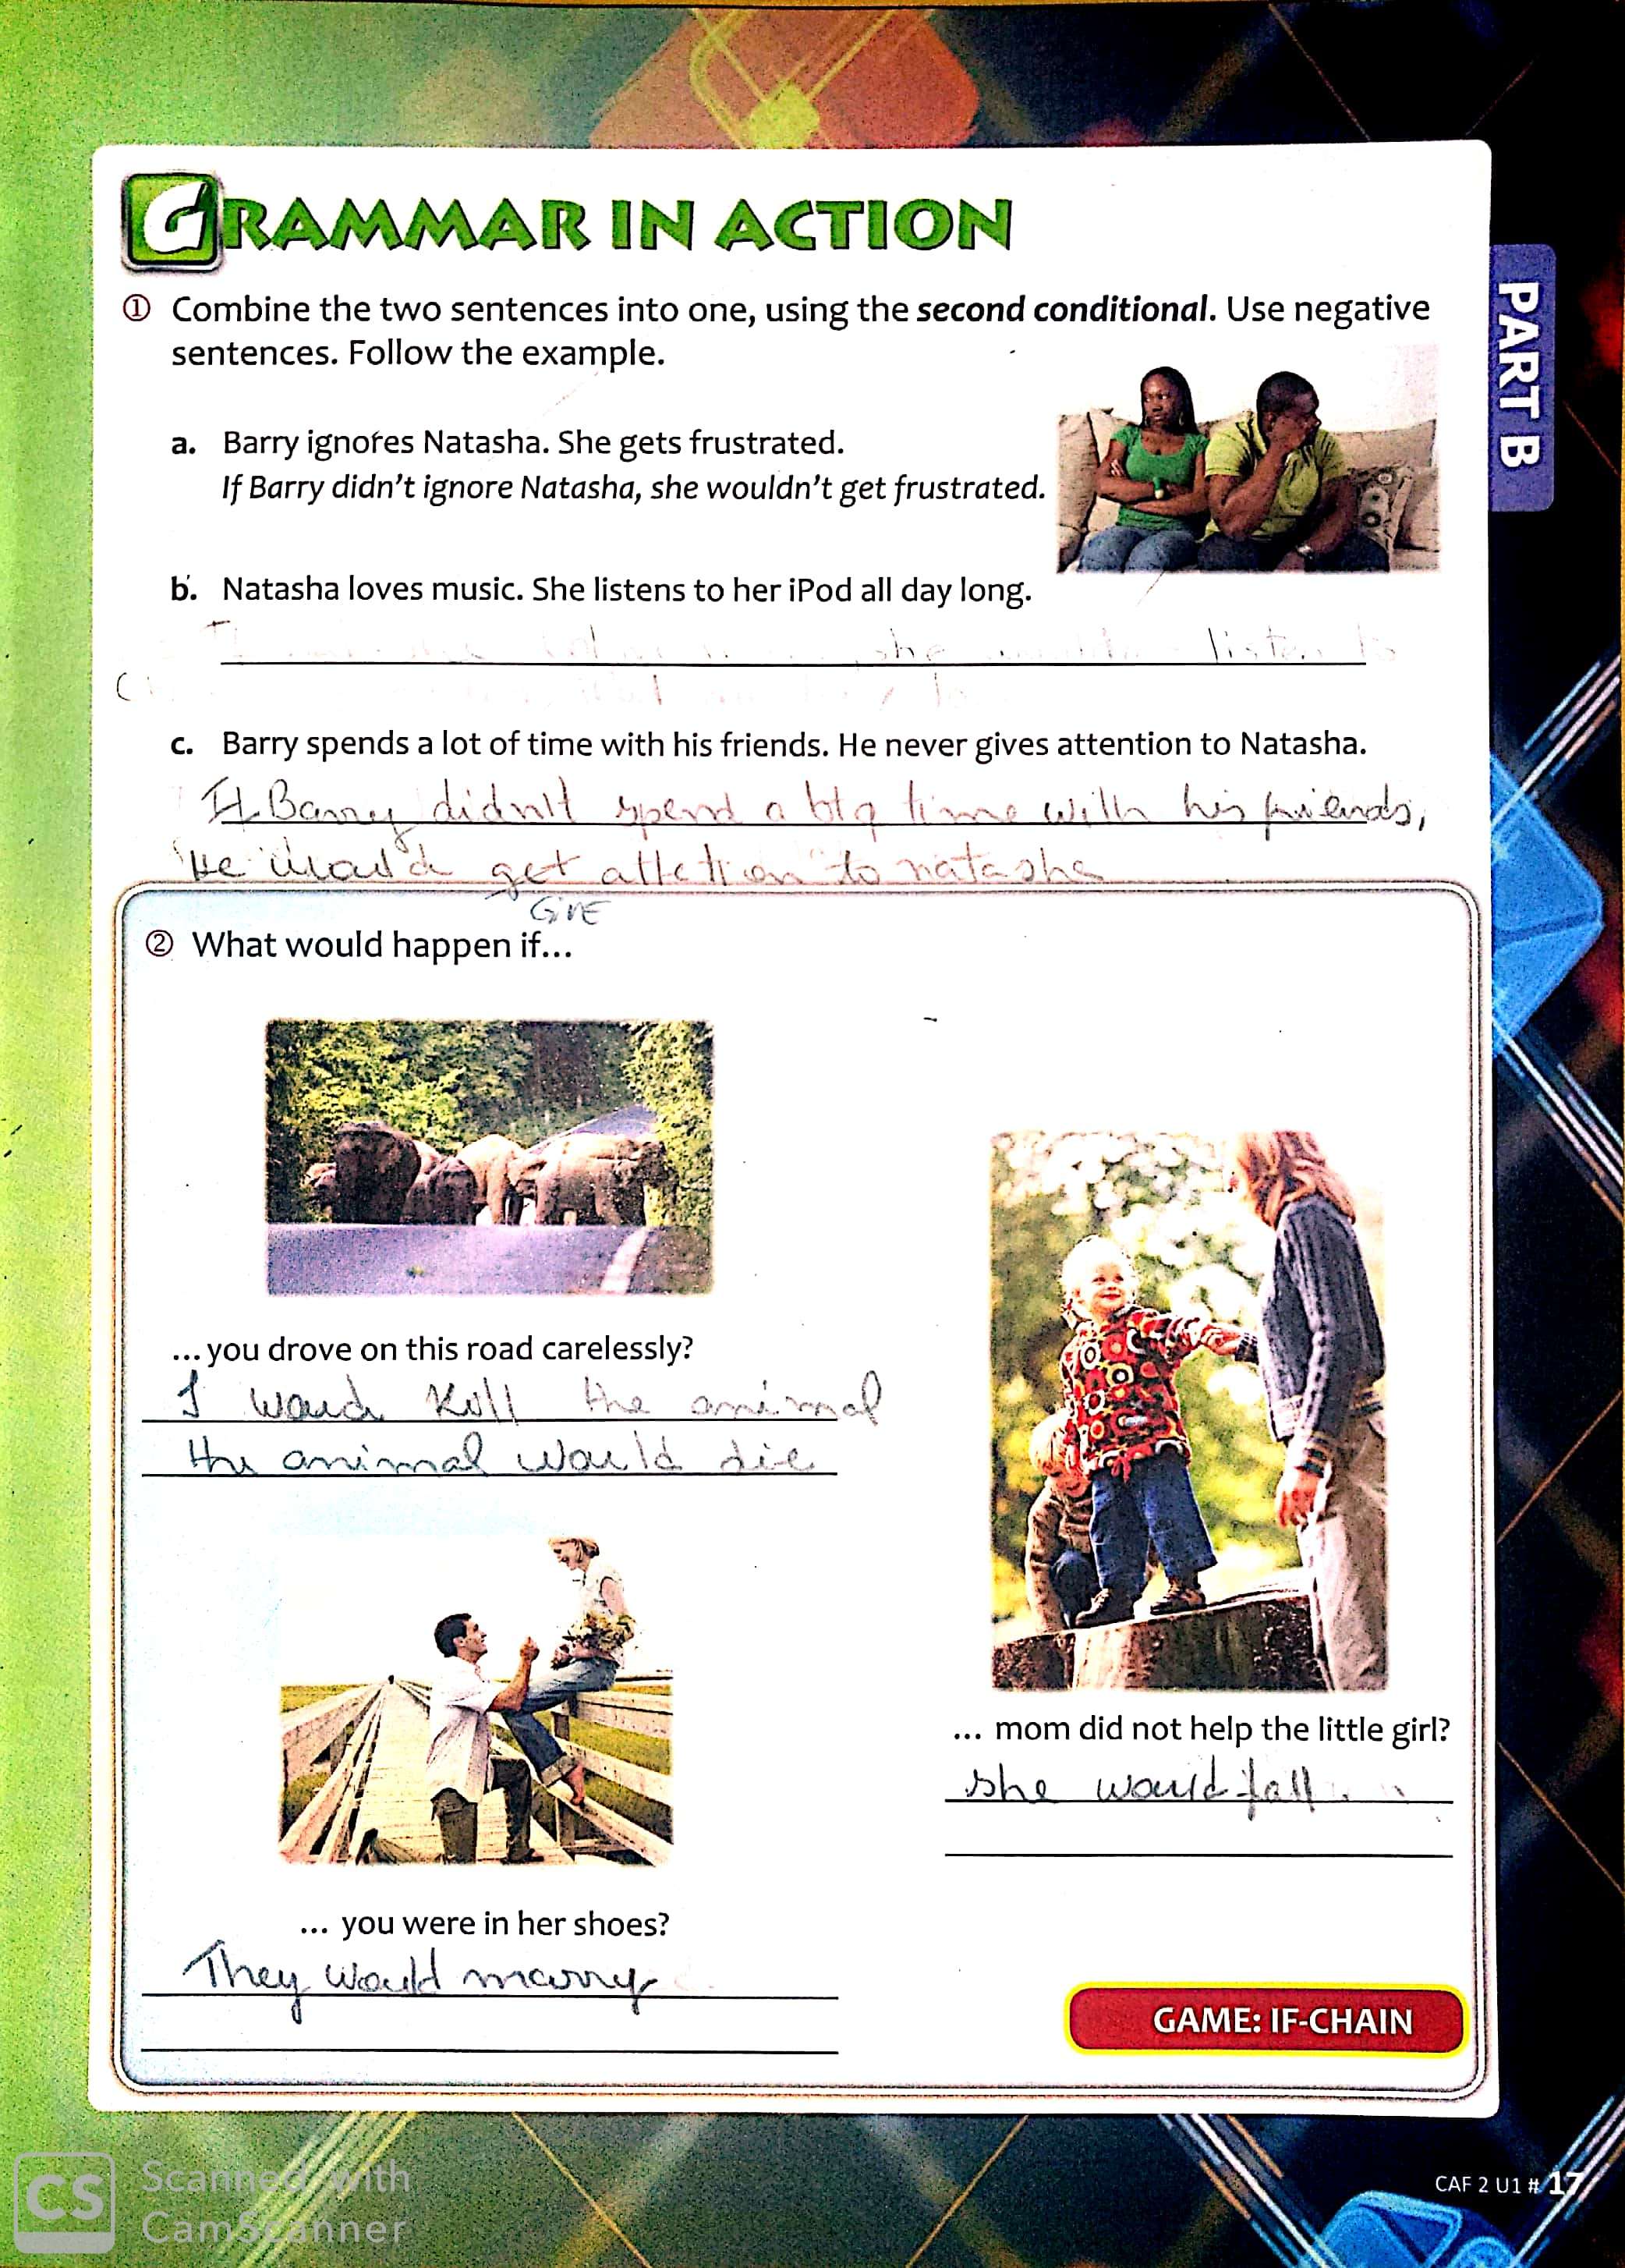 GRAMMAR IN ACTION
PART B
① Combine the two sentences into one, using the second conditional. Use negative
sentences. Follow the example.
a. Barry ignores Natasha. She gets frustrated.
If Barry didn't ignore Natasha, she wouldn't get frustrated.
b. Natasha loves music. She listens to her iPod all day long.
she listen to
c. Barry spends a lot of time with his friends. He never gives attention to Natasha.
If Barry didn't spend a big time with his friends,
He would get attetion to natasha
GIVE
② What would happen if...
...you drove on this road carelessly?
I would kill the animal
the animal would die
... mom did not help the little girl?
she would fall
... you were in her shoes?
They would marry
GAME: IF-CHAIN
CAF 2 U1 # 17
CS Scanned with
CamScanner